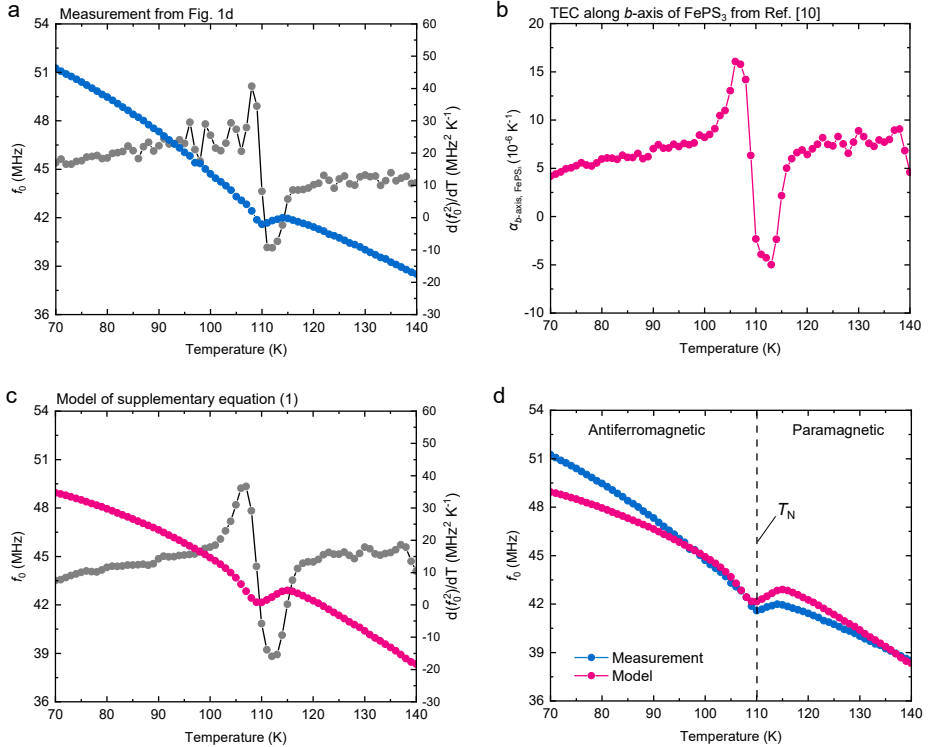 a
Measurement from Fig. 1d
54
51
48
45
42
39
36
f₀ (MHz)
60
50
40
30
20
10
0
-10
-20
-30
d(f₀²)/dT (MHz² K⁻¹)
70 80 90 100 110 120 130 140
Temperature (K)
b
TEC along b-axis of FePS₃ from Ref. [10]
20
15
10
5
0
-5
-10
α b-axis, FePS₃ (10⁻⁶ K⁻¹)
70 80 90 100 110 120 130 140
Temperature (K)
c
Model of supplementary equation (1)
54
51
48
45
42
39
36
f₀ (MHz)
60
50
40
30
20
10
0
-10
-20
-30
d(f₀²)/dT (MHz² K⁻¹)
70 80 90 100 110 120 130 140
Temperature (K)
d
Antiferromagnetic
Paramagnetic
T_N
54
51
48
45
42
39
36
f₀ (MHz)
Measurement
Model
70 80 90 100 110 120 130 140
Temperature (K)